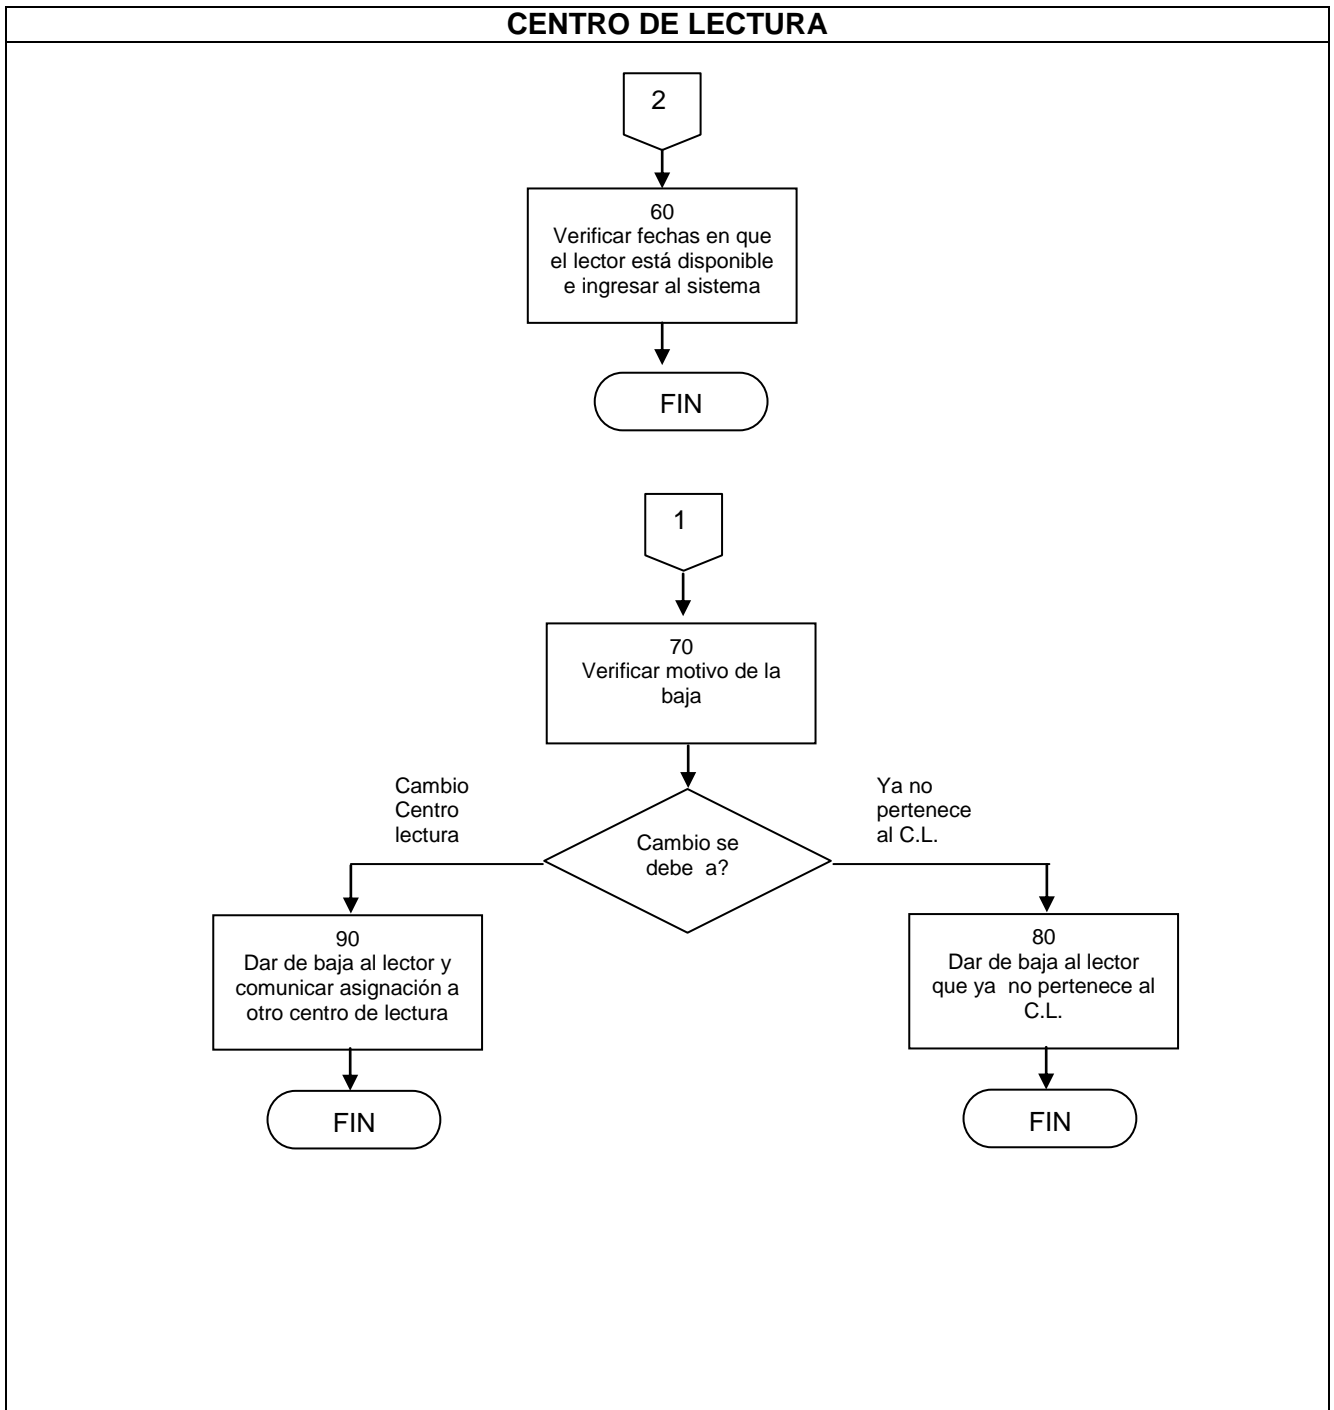 CENTRO DE LECTURA
2
60
Verificar fechas en que
el lector está disponible
e ingresar al sistema
FIN
1
70
Verificar motivo de la
baja
Cambio
Centro
lectura
Ya no
pertenece
al C.L.
Cambio se
debe a?
90
Dar de baja al lector y
comunicar asignación a
otro centro de lectura
80
Dar de baja al lector
que ya no pertenece al
C.L.
FIN
FIN